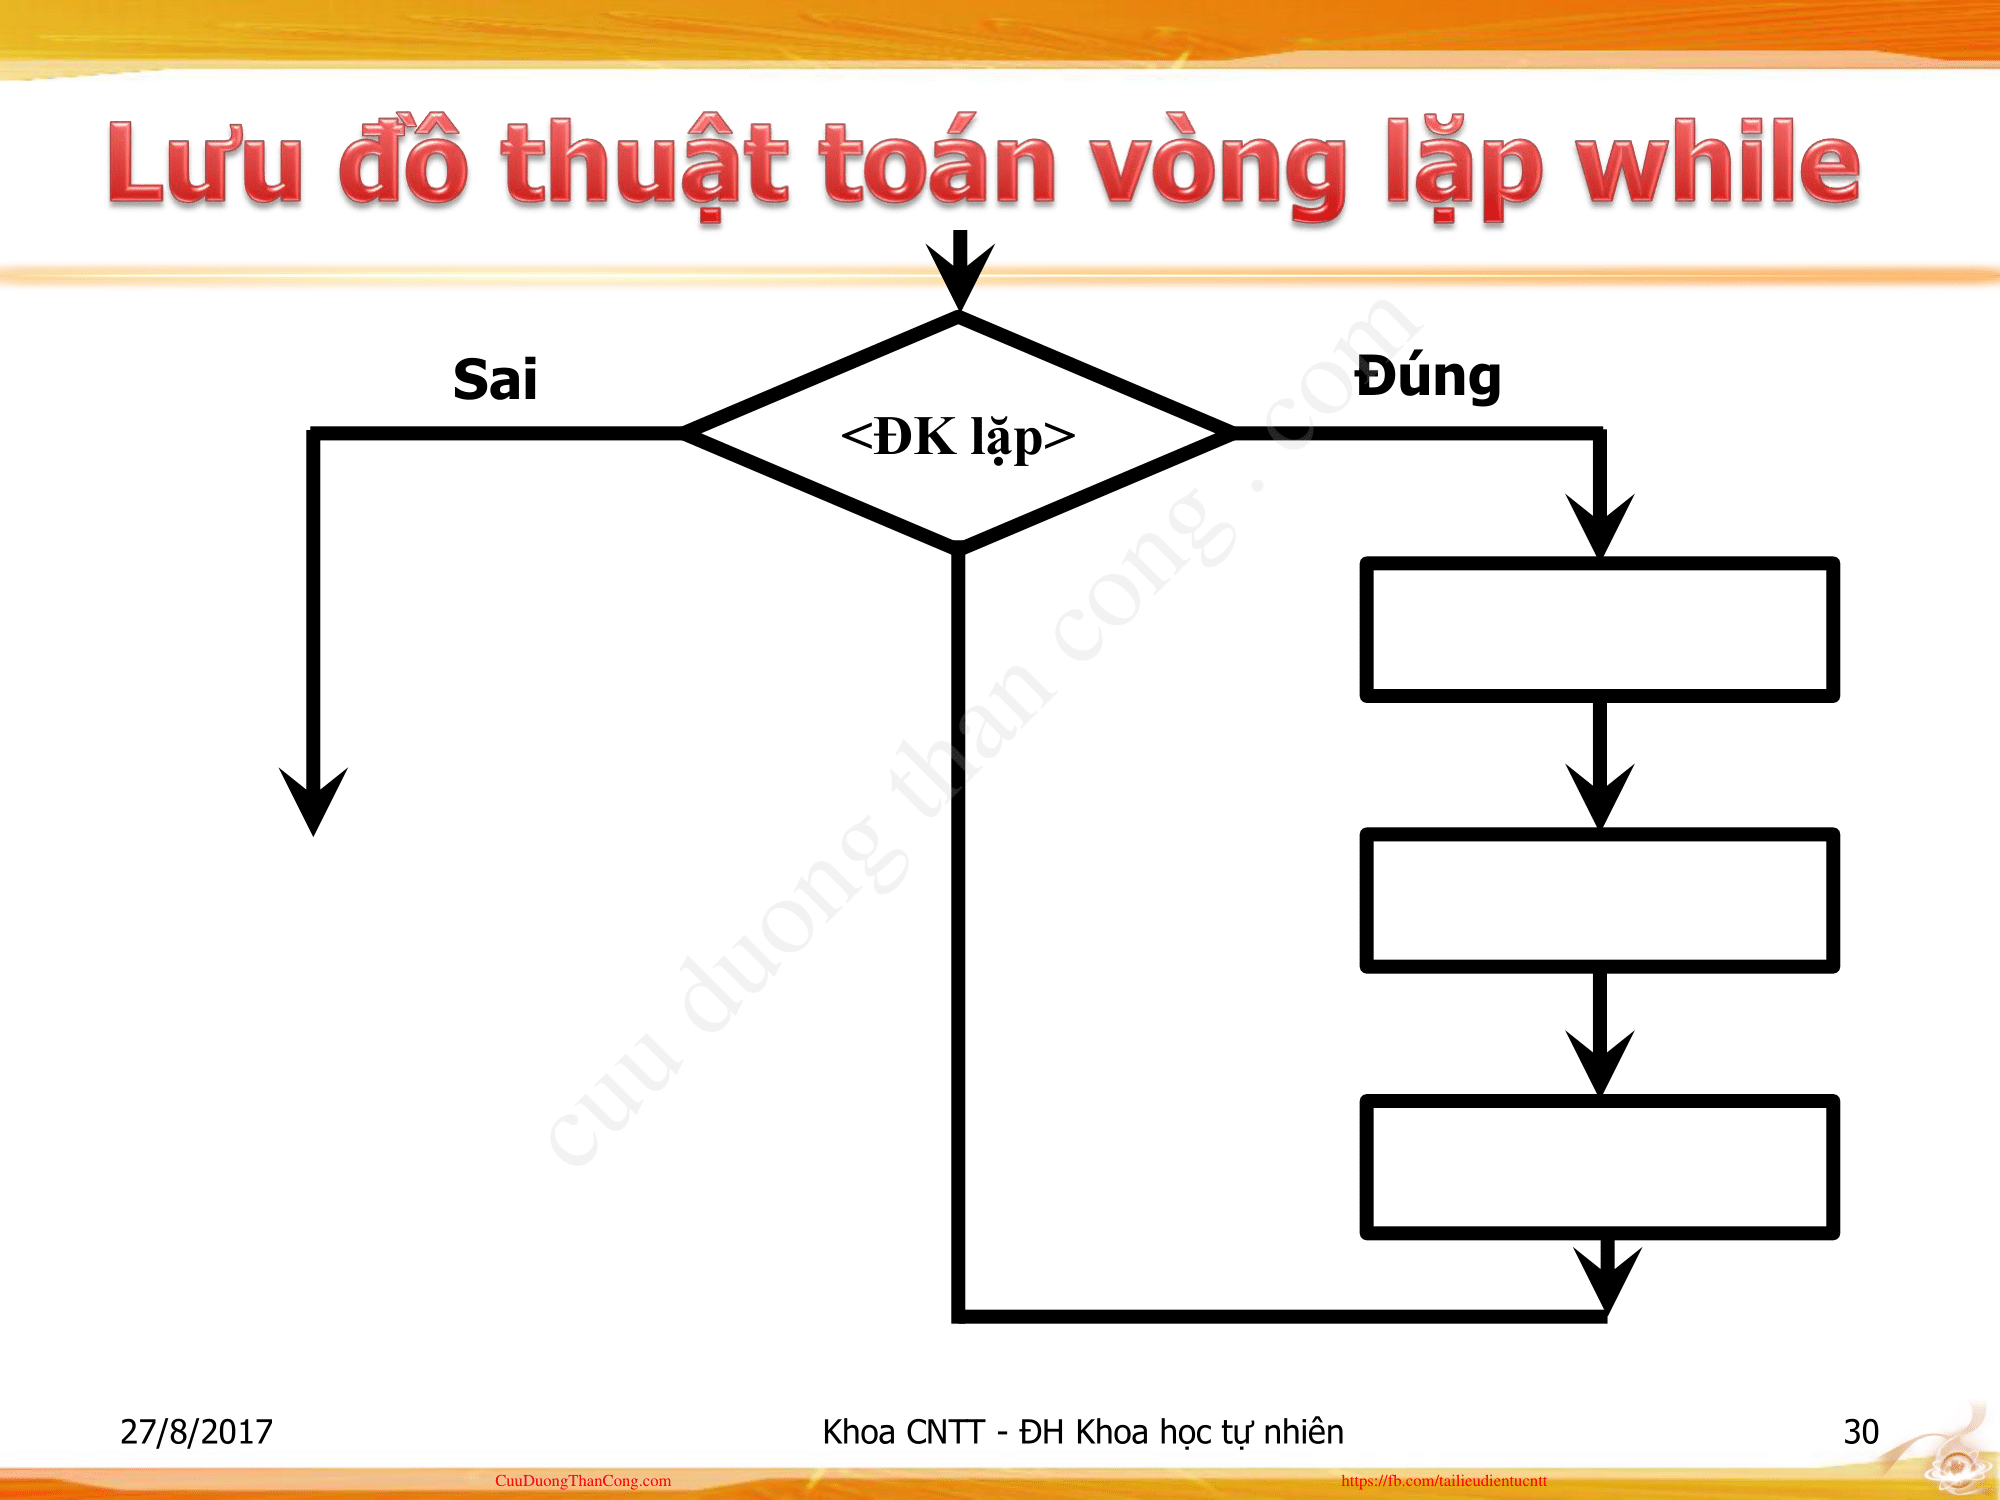 Lưu đồ thuật toán vòng lặp while
Sai
Đúng
<ĐK lặp>
cuu duong than cong . com
27/8/2017
Khoa CNTT - ĐH Khoa học tự nhiên
30
CuuDuongThanCong.com
https://fb.com/tailieudientucntt